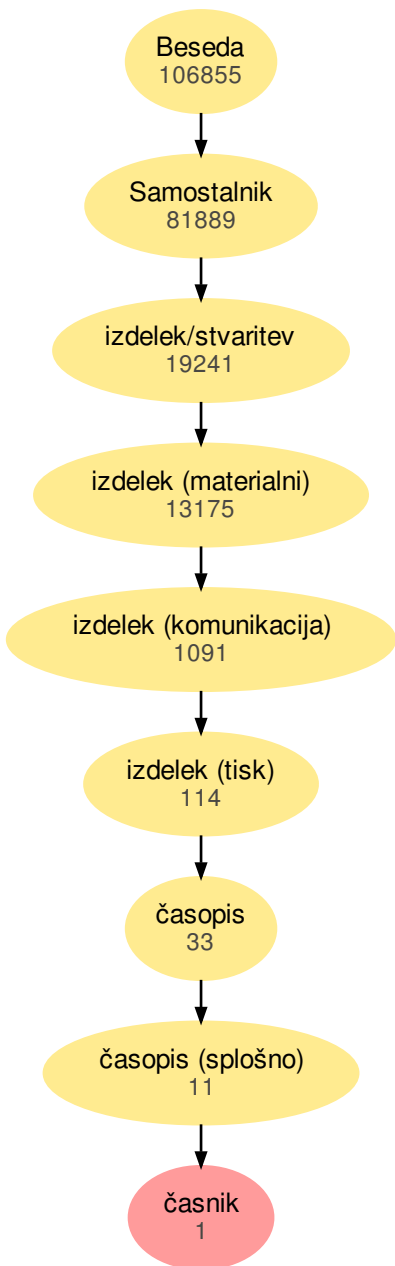 Beseda
106855
Samostalnik
81889
izdelek/stvaritev
19241
izdelek (materialni)
13175
izdelek (komunikacija)
1091
izdelek (tisk)
114
časopis
33
časopis (splošno)
11
časnik
1